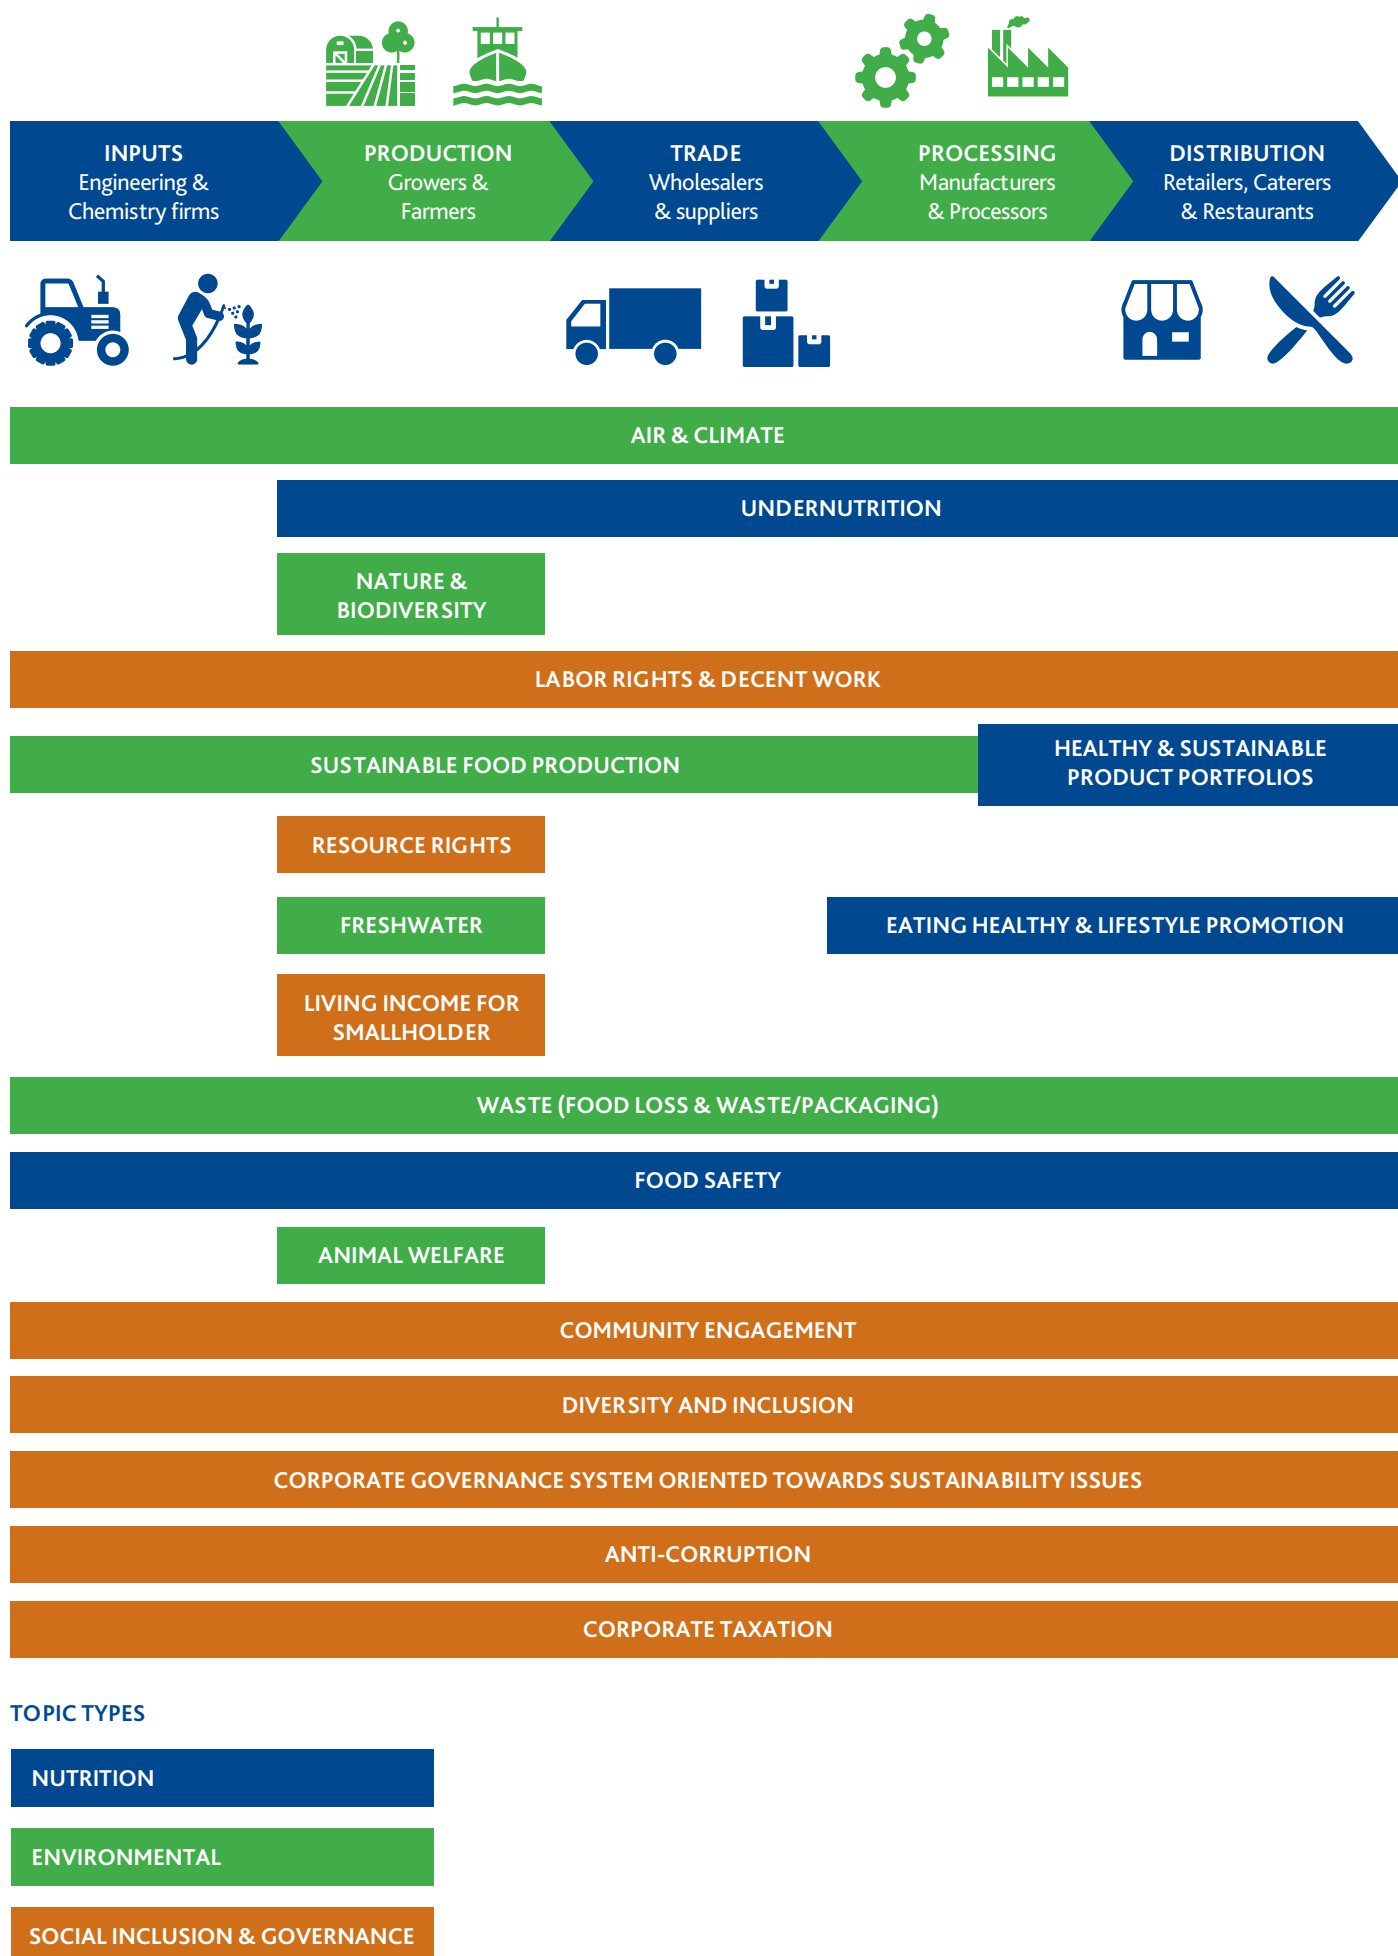 INPUTS
Engineering &
Chemistry firms
PRODUCTION
Growers &
Farmers
TRADE
Wholesalers
& suppliers
PROCESSING
Manufacturers
& Processors
DISTRIBUTION
Retailers, Caterers
& Restaurants
AIR & CLIMATE
UNDERNUTRITION
NATURE &
BIODIVERSITY
LABOR RIGHTS & DECENT WORK
SUSTAINABLE FOOD PRODUCTION
HEALTHY & SUSTAINABLE
PRODUCT PORTFOLIOS
RESOURCE RIGHTS
FRESHWATER
EATING HEALTHY & LIFESTYLE PROMOTION
LIVING INCOME FOR
SMALLHOLDER
WASTE (FOOD LOSS & WASTE/PACKAGING)
FOOD SAFETY
ANIMAL WELFARE
COMMUNITY ENGAGEMENT
DIVERSITY AND INCLUSION
CORPORATE GOVERNANCE SYSTEM ORIENTED TOWARDS SUSTAINABILITY ISSUES
ANTI-CORRUPTION
CORPORATE TAXATION
TOPIC TYPES
NUTRITION
ENVIRONMENTAL
SOCIAL INCLUSION & GOVERNANCE